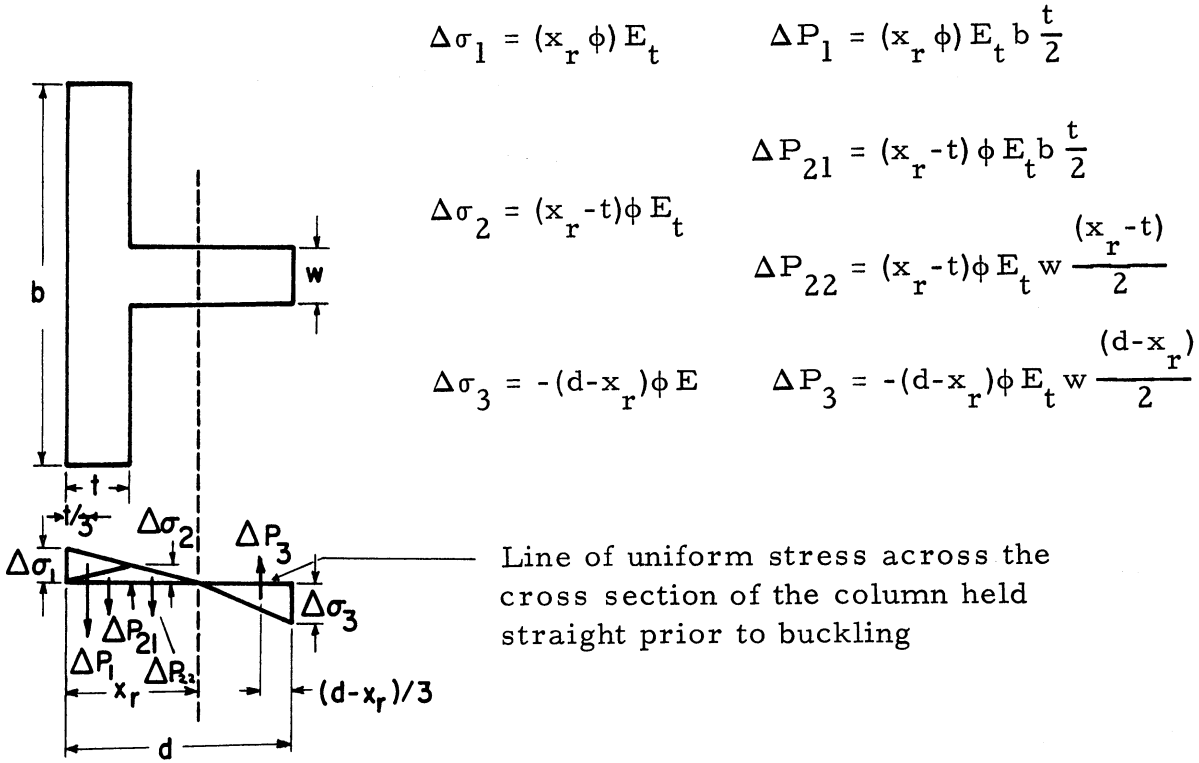 Δσ₁ = (xᵣ ϕ) Eₜ    ΔP₁ = (xᵣ ϕ) Eₜ b t/2
ΔP₂₁ = (xᵣ-t) ϕ Eₜ b t/2
Δσ₂ = (xᵣ-t)ϕ Eₜ
ΔP₂₂ = (xᵣ-t)ϕ Eₜ w (xᵣ-t)/2
Δσ₃ = -(d-xᵣ)ϕ E    ΔP₃ = -(d-xᵣ)ϕ Eₜ w (d-xᵣ)/2
b
w
t
t/3
Δσ₁
Δσ₂
ΔP₃
Δσ₃
ΔP₁
ΔP₂₁
ΔP₂₂
xᵣ
(d-xᵣ)/3
d
Line of uniform stress across the
cross section of the column held
straight prior to buckling